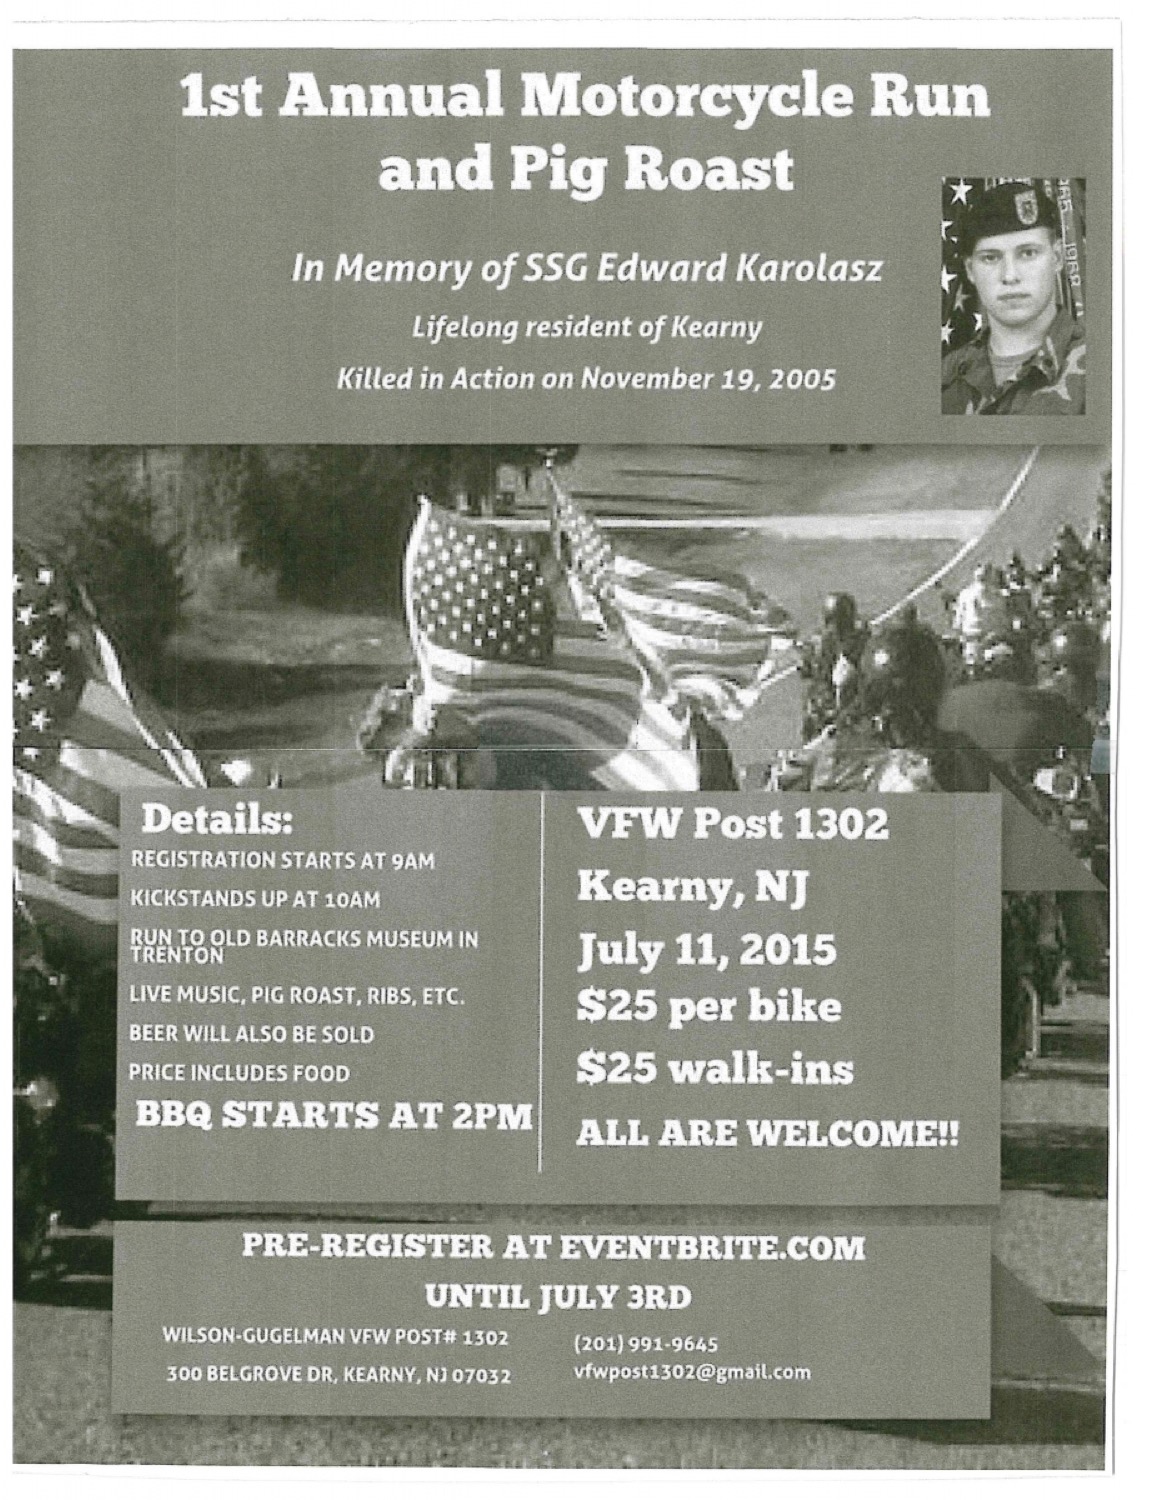 1st Annual Motorcycle Run
and Pig Roast
In Memory of SSG Edward Karolasz
Lifelong resident of Kearny
Killed in Action on November 19, 2005
Details:
REGISTRATION STARTS AT 9AM
KICKSTANDS UP AT 10AM
RUN TO OLD BARRACKS MUSEUM IN
TRENTON
LIVE MUSIC, PIG ROAST, RIBS, ETC.
BEER WILL ALSO BE SOLD
PRICE INCLUDES FOOD
BBQ STARTS AT 2PM
VFW Post 1302
Kearny, NJ
July 11, 2015
$25 per bike
$25 walk-ins
ALL ARE WELCOME!!
PRE-REGISTER AT EVENTBRITE.COM
UNTIL JULY 3RD
WILSON-GUGELMAN VFW POST# 1302
300 BELGROVE DR, KEARNY, NJ 07032
(201) 991-9645
vfwpost1302@gmail.com